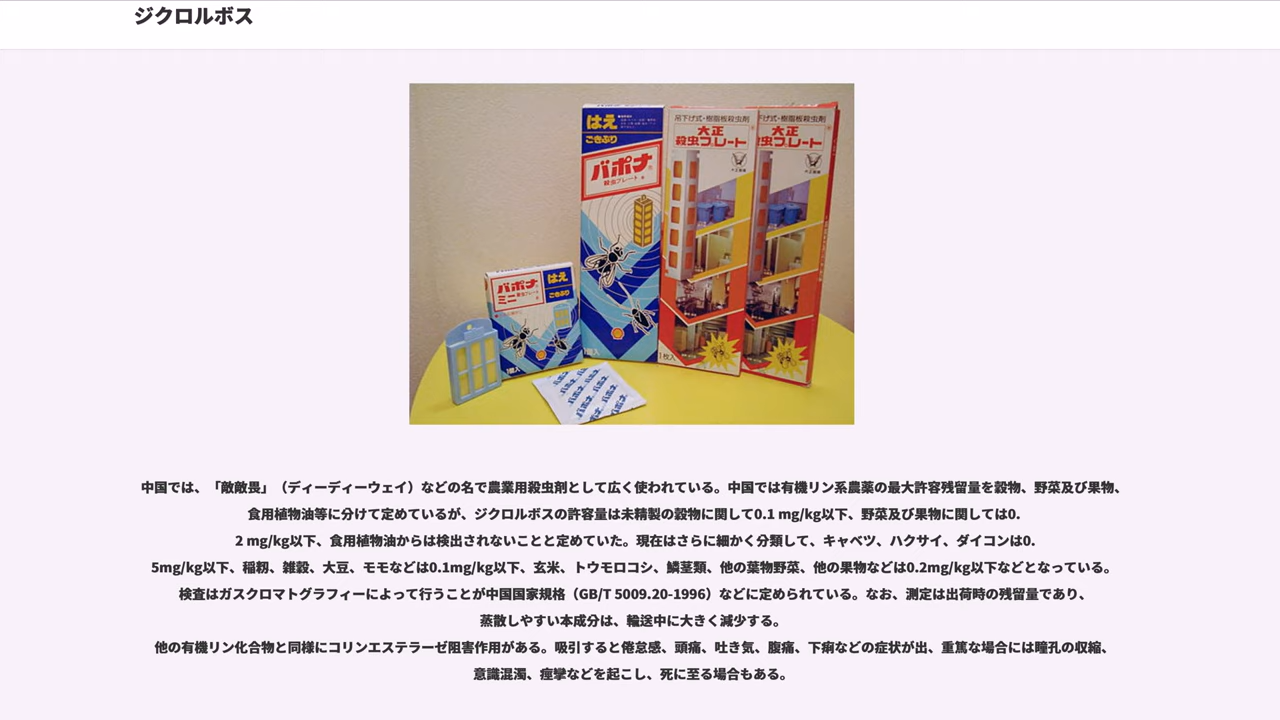 ジクロルボス
はえ
ごきぶり
バポナ
殺虫プレート
吊下げ式・樹脂板殺虫剤
大正
殺虫プレート
下げ式・樹脂板殺虫剤
大正
虫プレート
バポナ
ミニ
殺虫プレート
はえ
ごきぶり
1個入
1枚入
バポナ
中国では、「敵敵畏」（ディーディーウェイ）などの名で農業用殺虫剤として広く使われている。中国では有機リン系農薬の最大許容残留量を穀物、野菜及び果物、
食用植物油等に分けて定めているが、ジクロルボスの許容量は未精製の穀物に関して0.1 mg/kg以下、野菜及び果物に関しては0.
2 mg/kg以下、食用植物油からは検出されないことと定めていた。現在はさらに細かく分類して、キャベツ、ハクサイ、ダイコンは0.
5mg/kg以下、稲籾、雑穀、大豆、モモなどは0.1mg/kg以下、玄米、トウモロコシ、鱗茎類、他の葉物野菜、他の果物などは0.2mg/kg以下などとなっている。
検査はガスクロマトグラフィーによって行うことが中国国家規格（GB/T 5009.20-1996）などに定められている。なお、測定は出荷時の残留量であり、
蒸散しやすい本成分は、輸送中に大きく減少する。
他の有機リン化合物と同様にコリンエステラーゼ阻害作用がある。吸引すると倦怠感、頭痛、吐き気、腹痛、下痢などの症状が出、重篤な場合には瞳孔の収縮、
意識混濁、痙攣などを起こし、死に至る場合もある。